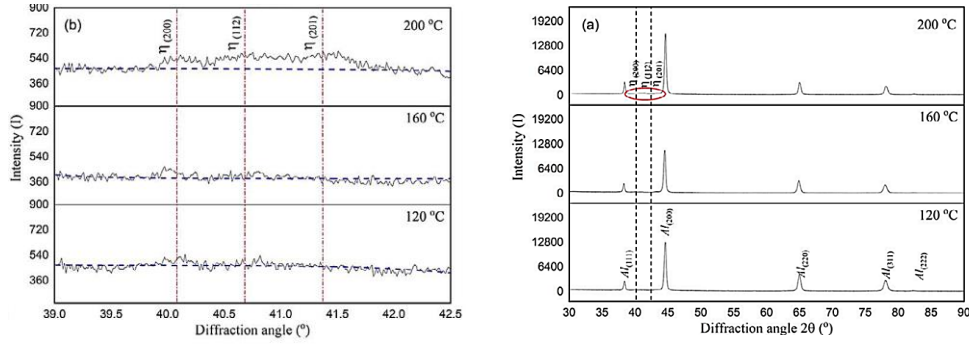 (b)
900
720
540
360
900
720
540
360
900
720
540
360
200 °C
160 °C
120 °C
η (200)
η (112)
η (201)
Intensity (I)
39.0 39.5 40.0 40.5 41.0 41.5 42.0 42.5
Diffraction angle (°)
(a)
19200
12800
6400
0
19200
12800
6400
0
19200
12800
6400
0
200 °C
160 °C
120 °C
η (200)
η (112)
η (201)
Al(111)
Al(200)
Al(220)
Al(311)
Al(222)
Intensity (I)
30 35 40 45 50 55 60 65 70 75 80 85 90
Diffraction angle 2θ (°)